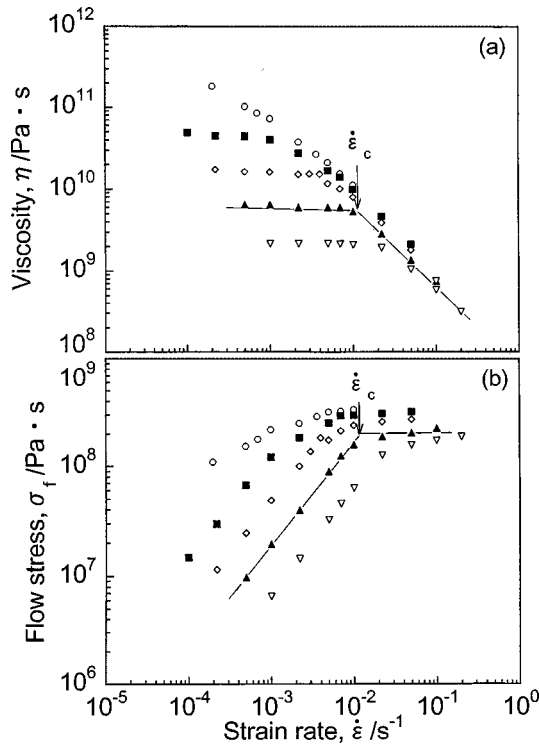 (a)
10^12
10^11
10^10
10^9
10^8
Viscosity, η /Pa・s
ε̇c
(b)
10^9
10^8
10^7
10^6
Flow stress, σf /Pa・s
ε̇c
10^-5 10^-4 10^-3 10^-2 10^-1 10^0
Strain rate, ε̇ /s^-1